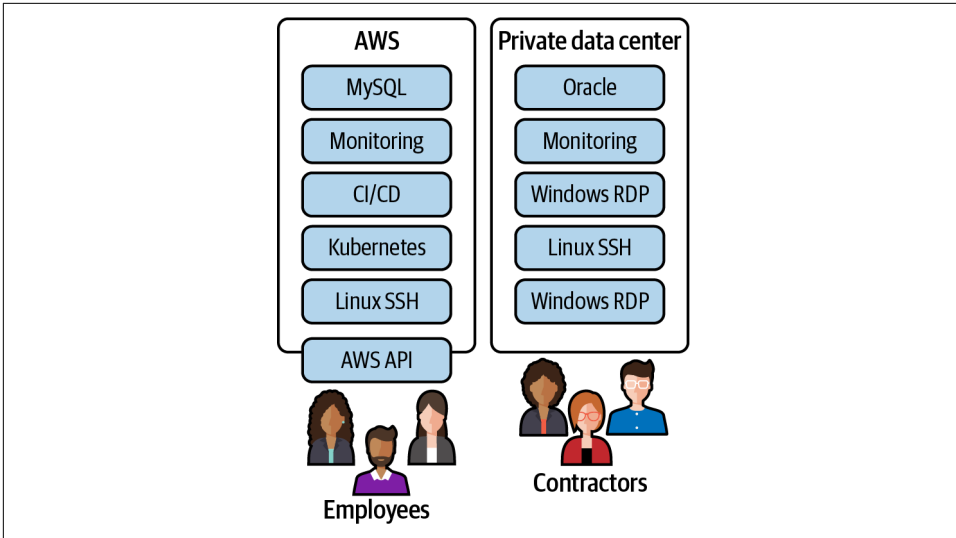 AWS
MySQL
Monitoring
CI/CD
Kubernetes
Linux SSH
AWS API
Employees
Private data center
Oracle
Monitoring
Windows RDP
Linux SSH
Windows RDP
Contractors